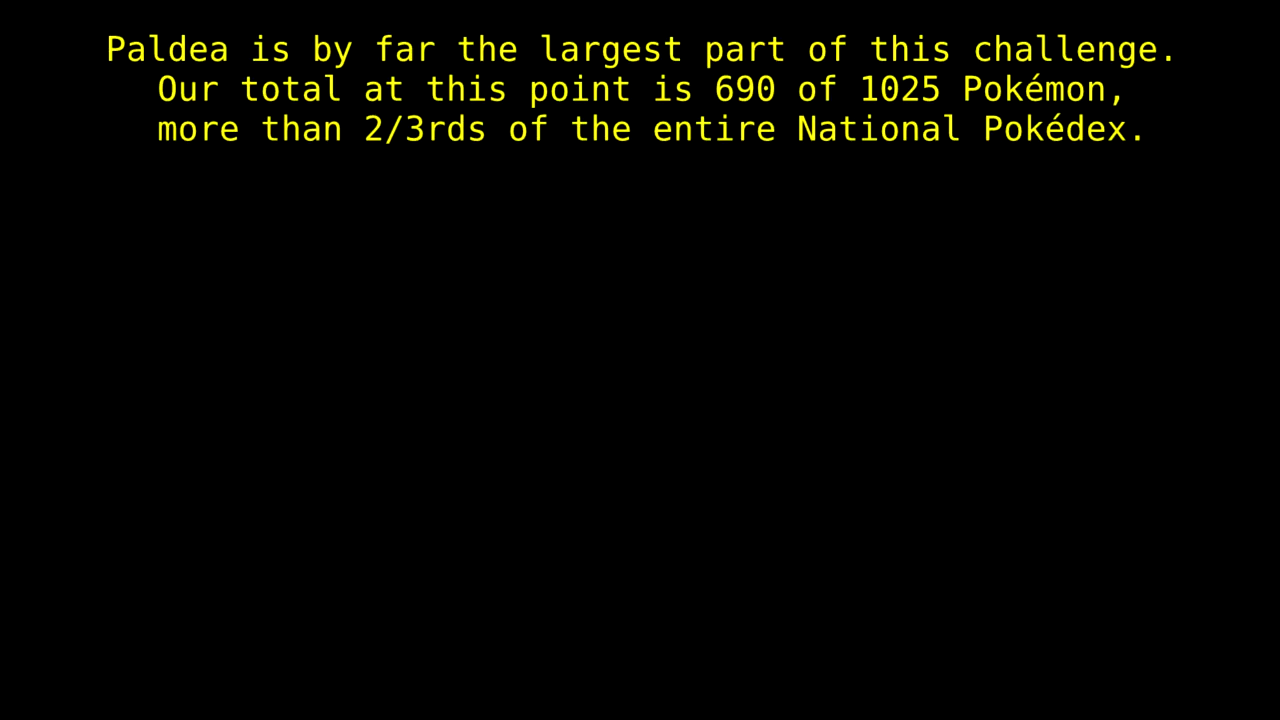 Paldea is by far the largest part of this challenge.
Our total at this point is 690 of 1025 Pokémon,
more than 2/3rds of the entire National Pokédex.